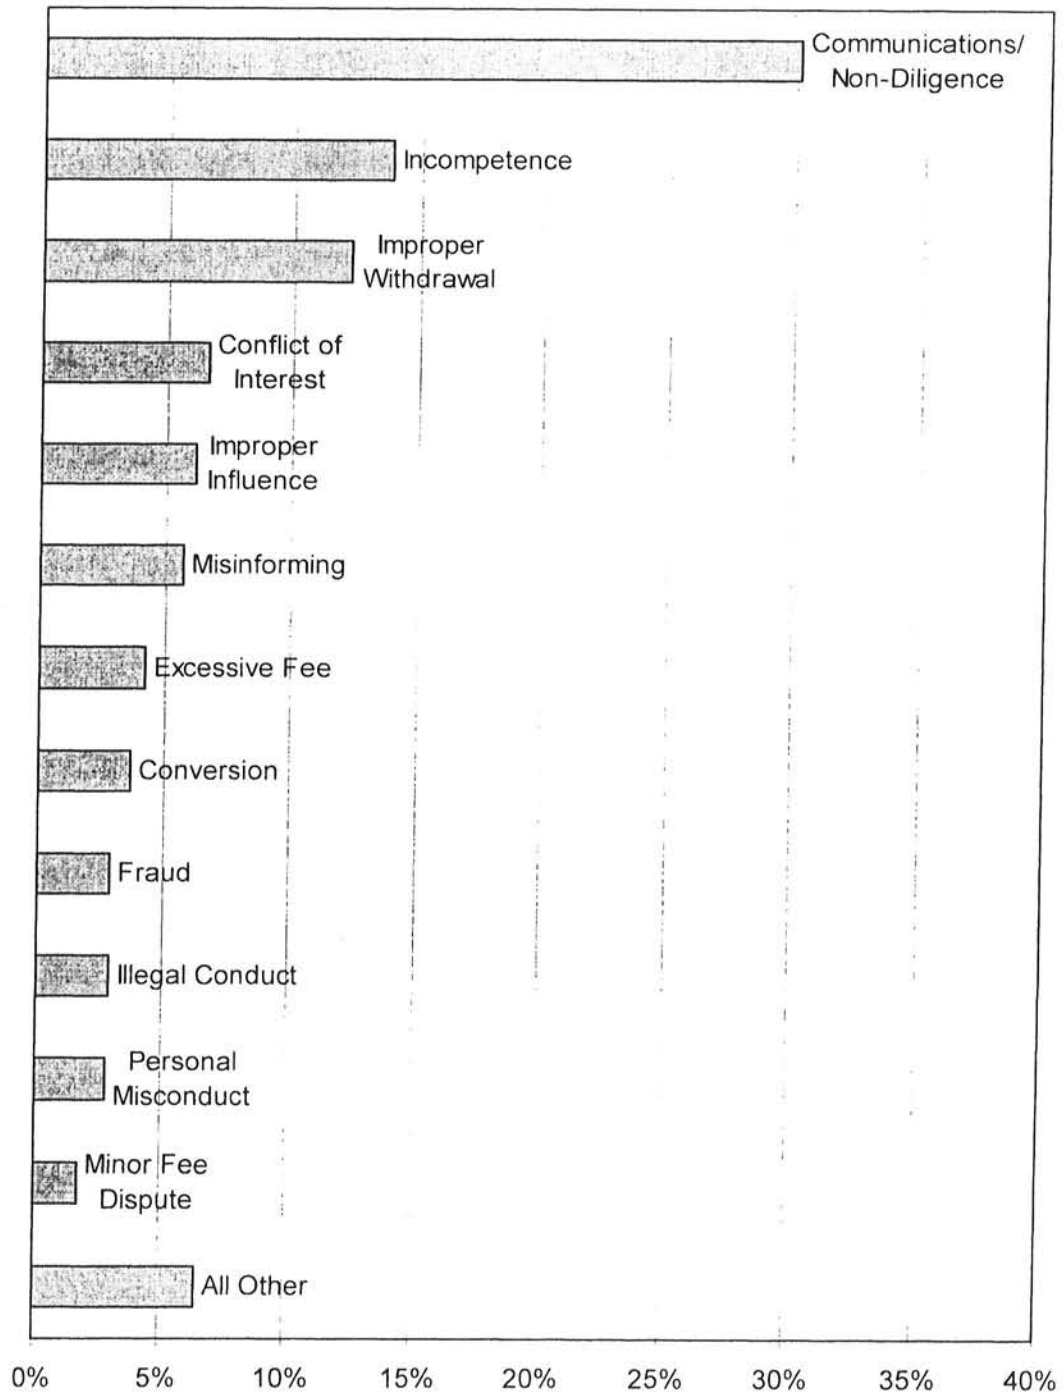 Communications/
Non-Diligence
Incompetence
Improper
Withdrawal
Conflict of
Interest
Improper
Influence
Misinforming
Excessive Fee
Conversion
Fraud
Illegal Conduct
Personal
Misconduct
Minor Fee
Dispute
All Other
0% 5% 10% 15% 20% 25% 30% 35% 40%